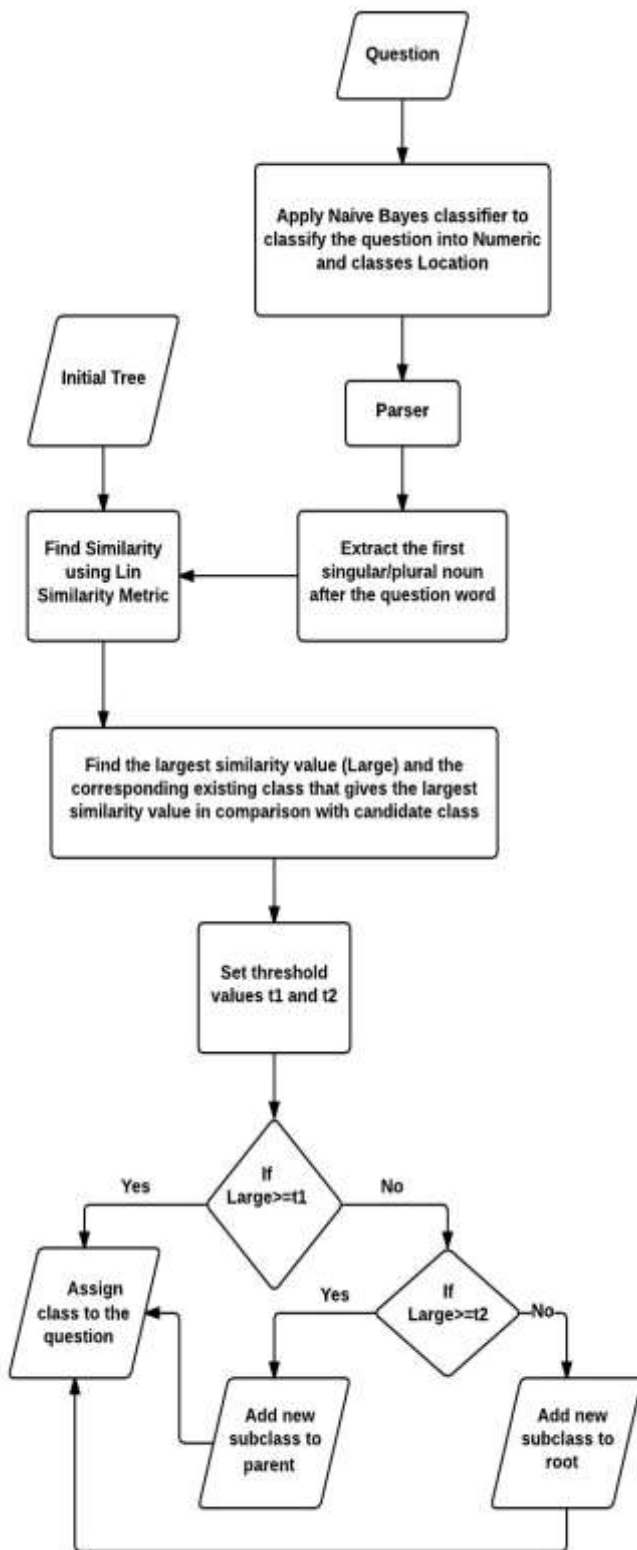 Question
Apply Naive Bayes classifier to
classify the question into Numeric
and classes Location
Initial Tree
Parser
Find Similarity
using Lin
Similarity Metric
Extract the first
singular/plural noun
after the question word
Find the largest similarity value (Large) and the
corresponding existing class that gives the largest
similarity value in comparison with candidate class
Set threshold
values t1 and t2
If
Large>=t1
Yes
No
Assign
class to the
question
If
Large>=t2
Yes
No
Add new
subclass to
parent
Add new
subclass to
root